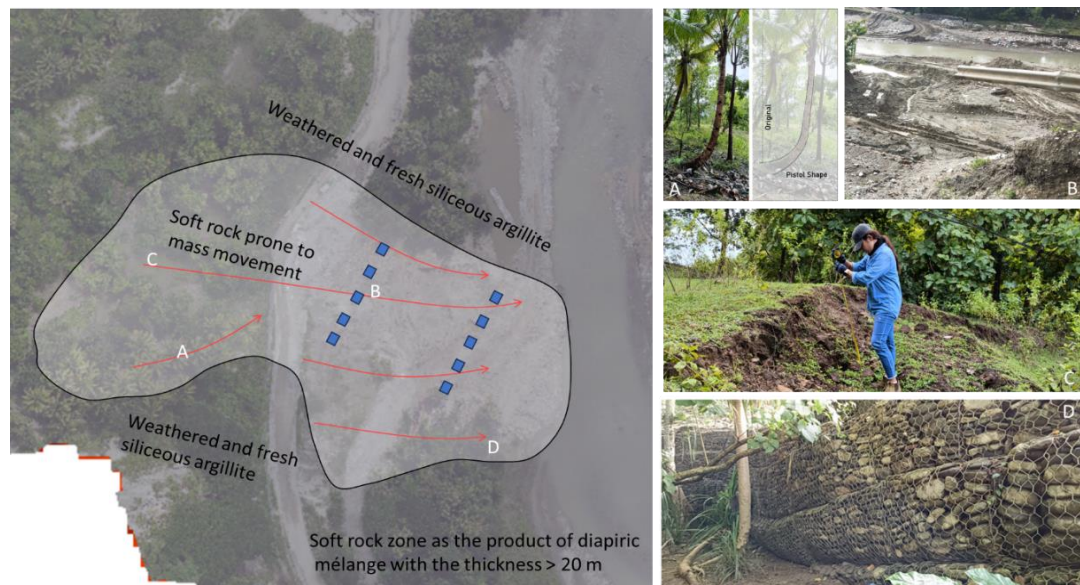 Weathered and fresh siliceous argillite
Soft rock prone to
mass movement
C
B
A
D
Weathered and fresh
siliceous argillite
Soft rock zone as the product of diapiric
mélange with the thickness > 20 m
Original
Pistol Shape
A
B
C
D